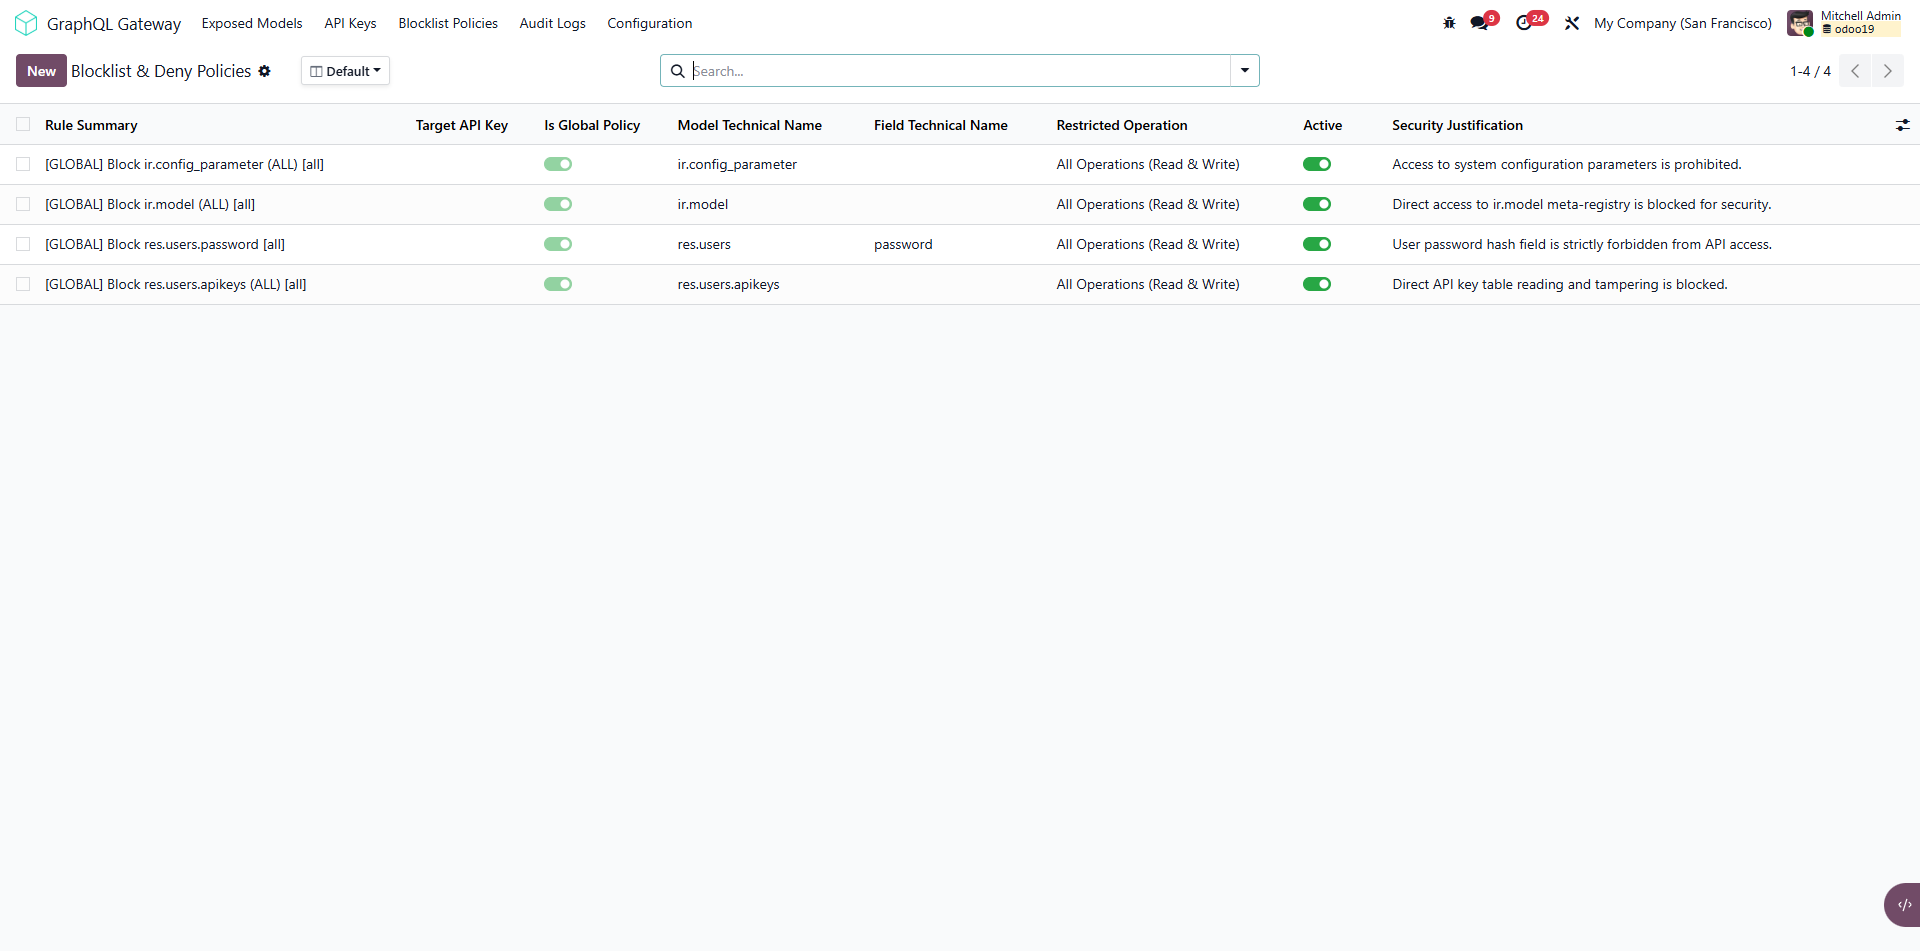 GraphQL Gateway Exposed Models API Keys Blocklist Policies Audit Logs Configuration 9 24 My Company (San Francisco) Mitchell Admin
odoo19
New Blocklist & Deny Policies Default Search... 1-4 / 4
Rule Summary Target API Key Is Global Policy Model Technical Name Field Technical Name Restricted Operation Active Security Justification
[GLOBAL] Block ir.config_parameter (ALL) [all] ir.config_parameter All Operations (Read & Write) Access to system configuration parameters is prohibited.
[GLOBAL] Block ir.model (ALL) [all] ir.model All Operations (Read & Write) Direct access to ir.model meta-registry is blocked for security.
[GLOBAL] Block res.users.password [all] res.users password All Operations (Read & Write) User password hash field is strictly forbidden from API access.
[GLOBAL] Block res.users.apikeys (ALL) [all] res.users.apikeys All Operations (Read & Write) Direct API key table reading and tampering is blocked.
</>